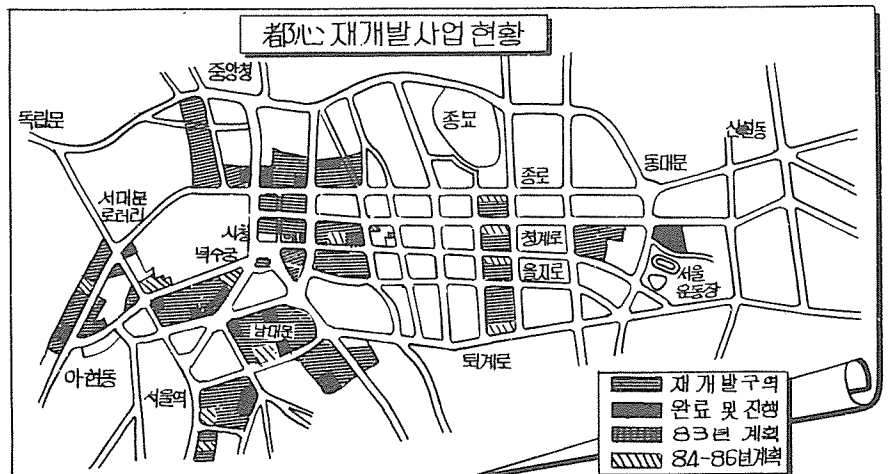 都心 재개발사업 현황
중앙청
독립문
종묘
신설동
동대문
종로
서대문
로터리
시청
청계로
덕수궁
을지로
서울
운동장
남대문
퇴계로
아현동
서울역
재개발구역
완료 및 진행
83년 계획
84-86년계획